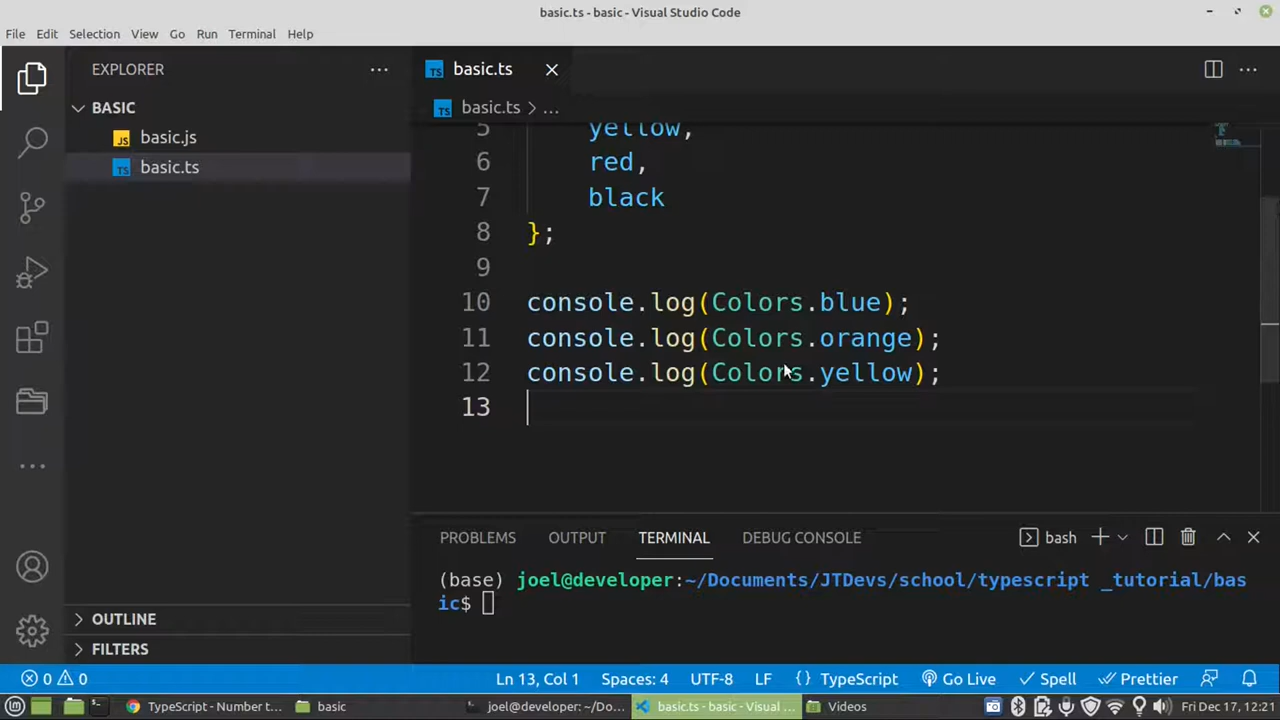 basic.ts - basic - Visual Studio Code
File Edit Selection View Go Run Terminal Help
EXPLORER
BASIC
JS basic.js
TS basic.ts
OUTLINE
FILTERS
TS basic.ts
TS basic.ts > ...
5 yellow,
6 red,
7 black
8 };
9
10 console.log(Colors.blue);
11 console.log(Colors.orange);
12 console.log(Colors.yellow);
13
PROBLEMS OUTPUT TERMINAL DEBUG CONSOLE bash
(base) joel@developer:~/Documents/JTDevs/school/typescript _tutorial/bas
ic$
0 0 Ln 13, Col 1 Spaces: 4 UTF-8 LF {} TypeScript Go Live Spell Prettier
TypeScript - Number t... basic joel@developer: ~/Do... basic.ts - basic - Visual ... Videos Fri Dec 17, 12:21